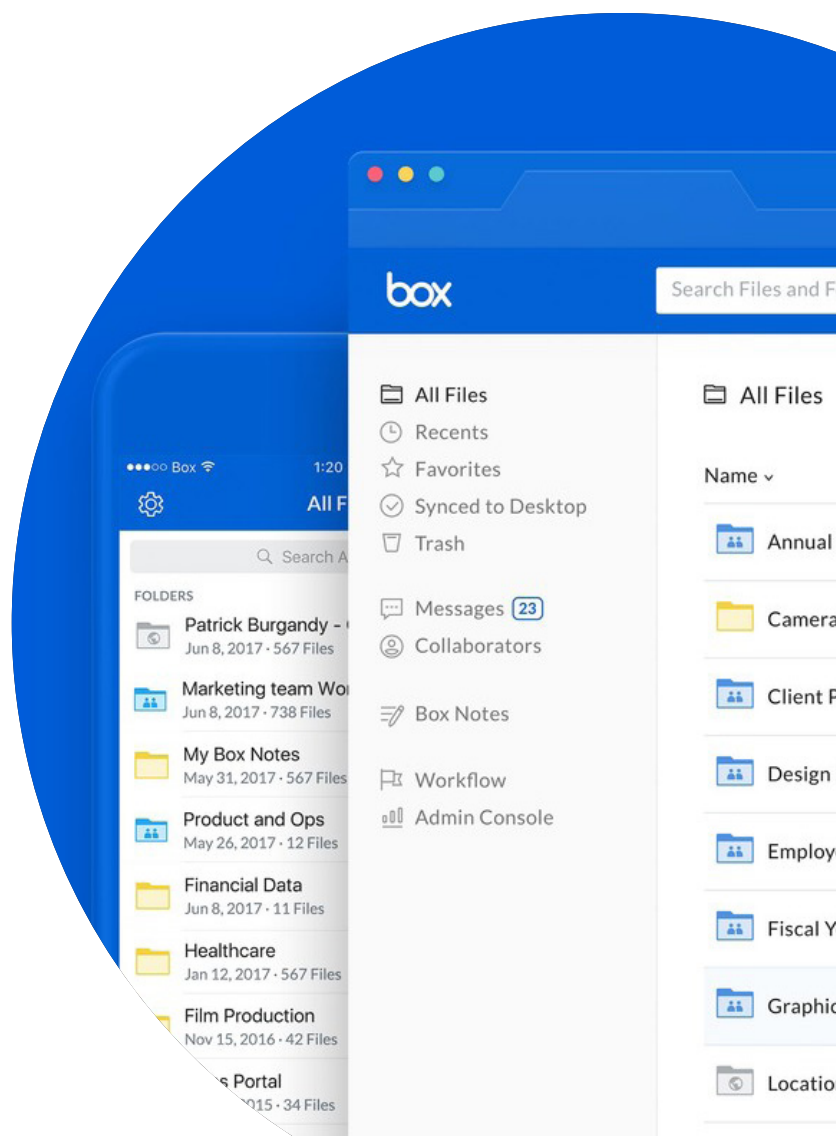 box
Search Files and F
All Files
Recents
Favorites
Synced to Desktop
Trash
Messages 23
Collaborators
Box Notes
Workflow
Admin Console
All Files
Name
Annual
Camera
Client P
Design
Employe
Fiscal Y
Graphic
Location
Box
1:20
All F
Search A
FOLDERS
Patrick Burgandy -
Jun 8, 2017 · 567 Files
Marketing team Wo
Jun 8, 2017 · 738 Files
My Box Notes
May 31, 2017 · 567 Files
Product and Ops
May 26, 2017 · 12 Files
Financial Data
Jun 8, 2017 · 11 Files
Healthcare
Jan 12, 2017 · 567 Files
Film Production
Nov 15, 2016 · 42 Files
s Portal
2015 · 34 Files